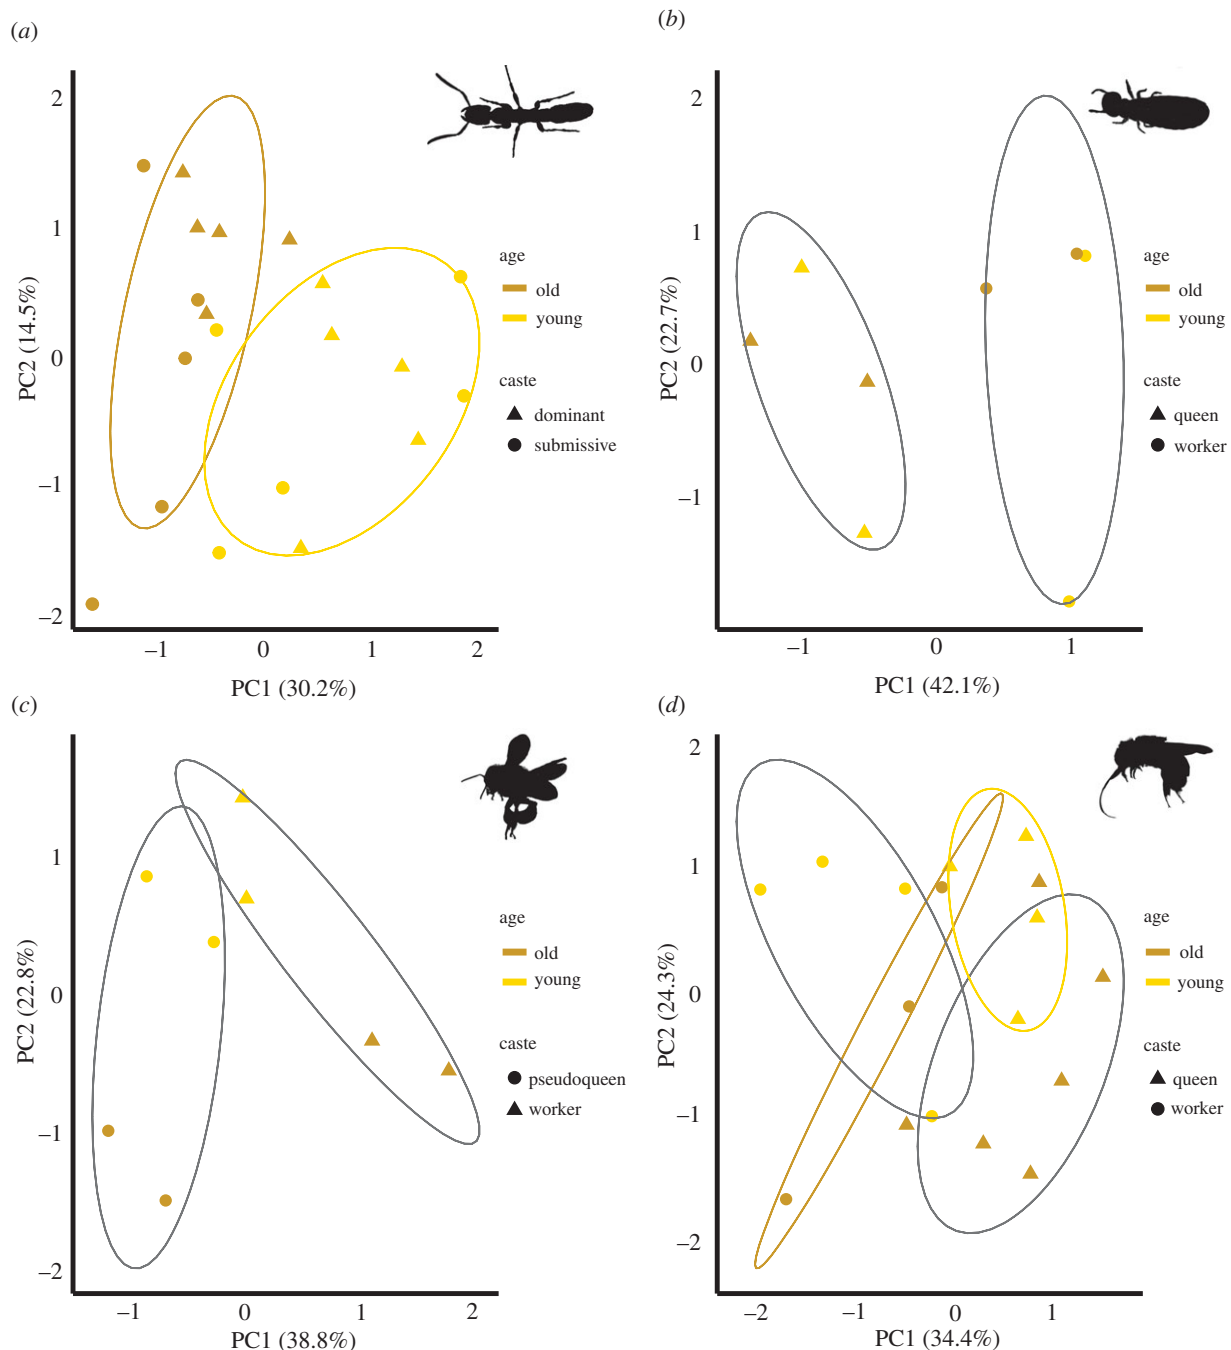 (a)
2
1
0
–1
–2
PC2 (14.5%)
–1
0
1
2
PC1 (30.2%)
age
old
young
caste
dominant
submissive
(b)
2
1
0
–1
PC2 (22.7%)
–1
0
1
PC1 (42.1%)
age
old
young
caste
queen
worker
(c)
1
0
–1
–2
PC2 (22.8%)
–1
0
1
2
PC1 (38.8%)
age
old
young
caste
pseudoqueen
worker
(d)
2
1
0
–1
–2
PC2 (24.3%)
–2
–1
0
1
PC1 (34.4%)
age
old
young
caste
queen
worker